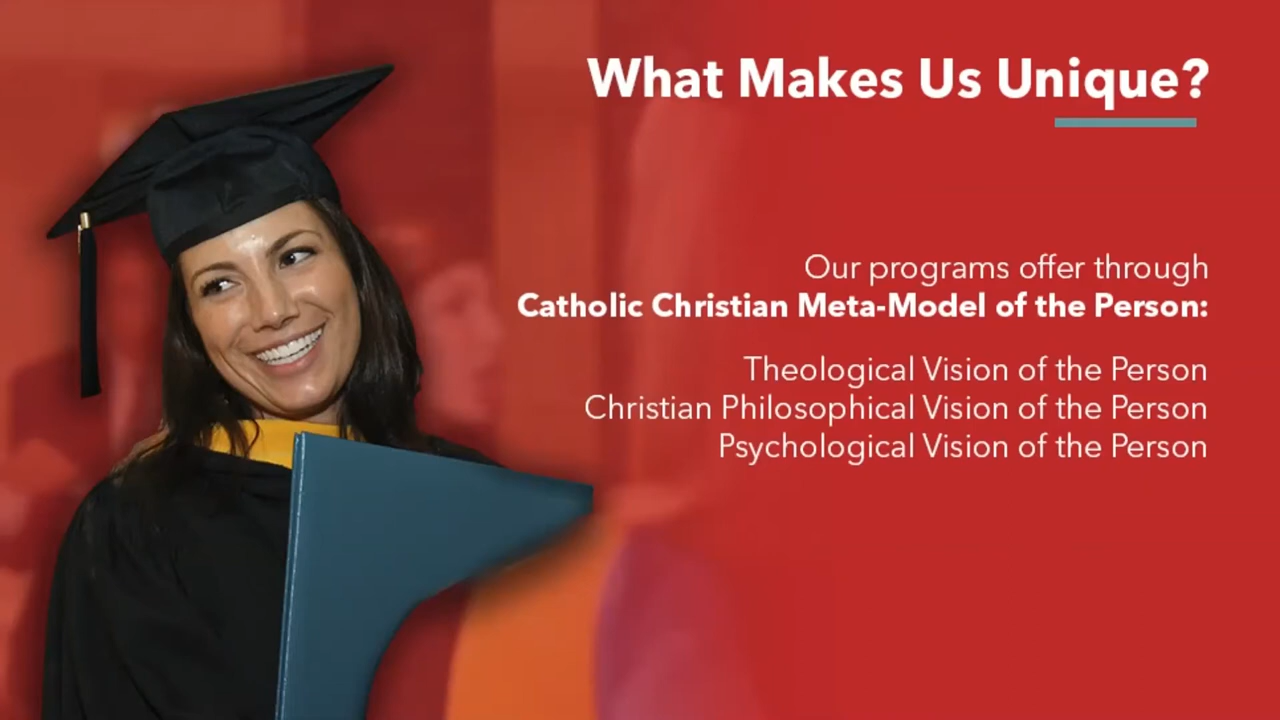 What Makes Us Unique?
Our programs offer through
Catholic Christian Meta-Model of the Person:
Theological Vision of the Person
Christian Philosophical Vision of the Person
Psychological Vision of the Person